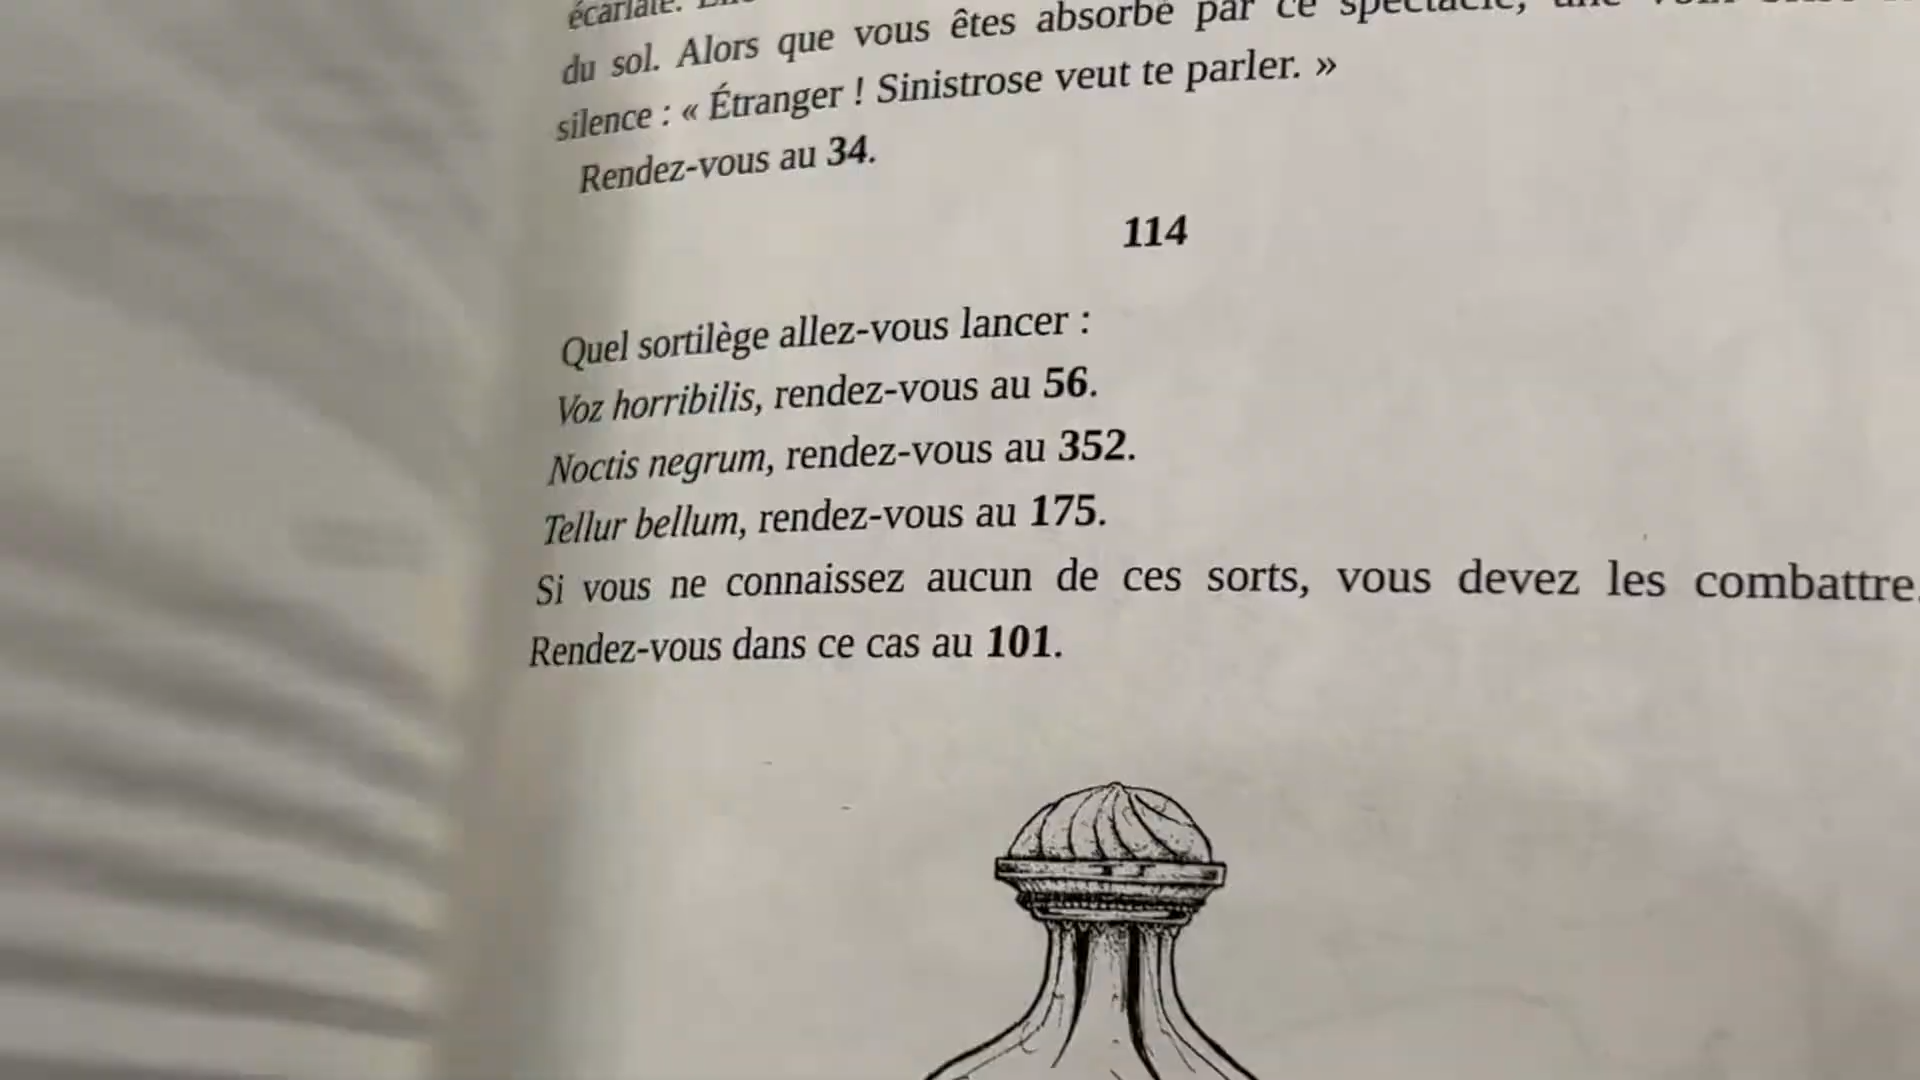 écarlate.
du sol. Alors que vous êtes absorbé par ce spectacle, une
silence : « Étranger ! Sinistrose veut te parler. »
Rendez-vous au 34.
114
Quel sortilège allez-vous lancer :
Voz horribilis, rendez-vous au 56.
Noctis negrum, rendez-vous au 352.
Tellur bellum, rendez-vous au 175.
Si vous ne connaissez aucun de ces sorts, vous devez les combattre.
Rendez-vous dans ce cas au 101.